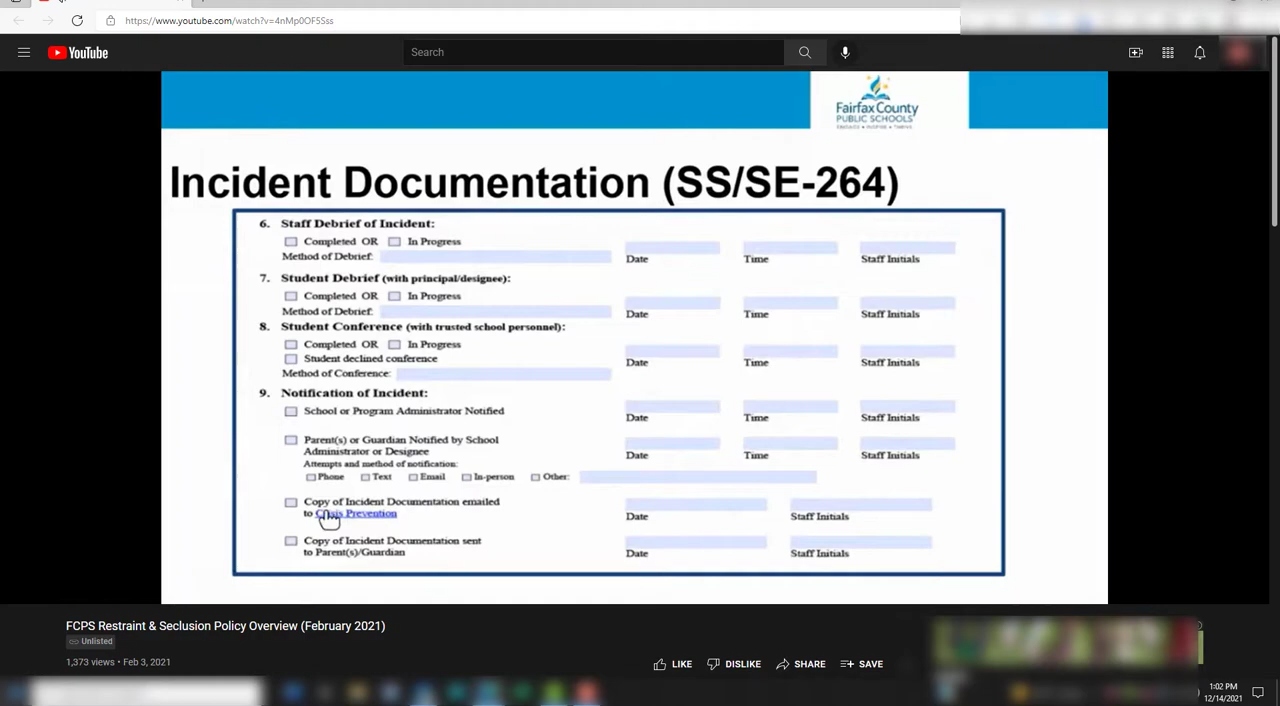 https://www.youtube.com/watch?v=4nMp0OF5Sss
YouTube
Search
Fairfax County
PUBLIC SCHOOLS
ENGAGE • INSPIRE • THRIVE
Incident Documentation (SS/SE-264)
6. Staff Debrief of Incident:
Completed OR In Progress
Method of Debrief:
Date Time Staff Initials
7. Student Debrief (with principal/designee):
Completed OR In Progress
Method of Debrief:
Date Time Staff Initials
8. Student Conference (with trusted school personnel):
Completed OR In Progress
Student declined conference
Date Time Staff Initials
Method of Conference:
9. Notification of Incident:
School or Program Administrator Notified
Date Time Staff Initials
Parent(s) or Guardian Notified by School
Administrator or Designee
Date Time Staff Initials
Attempts and method of notification:
Phone Text Email In-person Other:
Copy of Incident Documentation emailed
to Crisis Prevention
Date Staff Initials
Copy of Incident Documentation sent
to Parent(s)/Guardian
Date Staff Initials
FCPS Restraint & Seclusion Policy Overview (February 2021)
Unlisted
1,373 views • Feb 3, 2021
LIKE DISLIKE SHARE SAVE
1:02 PM
12/14/2021